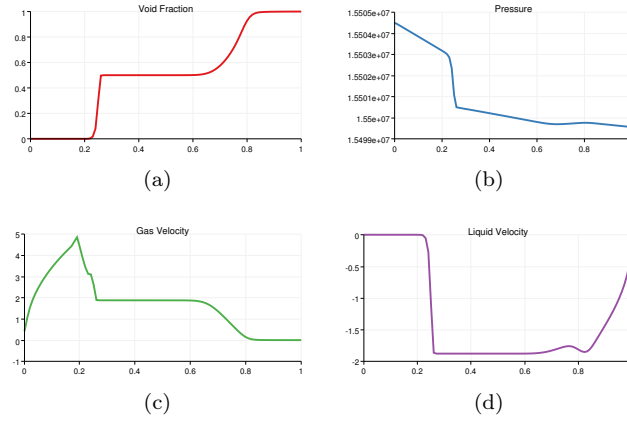 Void Fraction
1
0.8
0.6
0.4
0.2
0
0 0.2 0.4 0.6 0.8 1
(a)
Pressure
1.5505e+07
1.5504e+07
1.5503e+07
1.5502e+07
1.5501e+07
1.55e+07
1.5499e+07
0 0.2 0.4 0.6 0.8
(b)
Gas Velocity
5
4
3
2
1
0
-1
0 0.2 0.4 0.6 0.8 1
(c)
Liquid Velocity
0
-0.5
-1
-1.5
-2
0 0.2 0.4 0.6 0.8
(d)